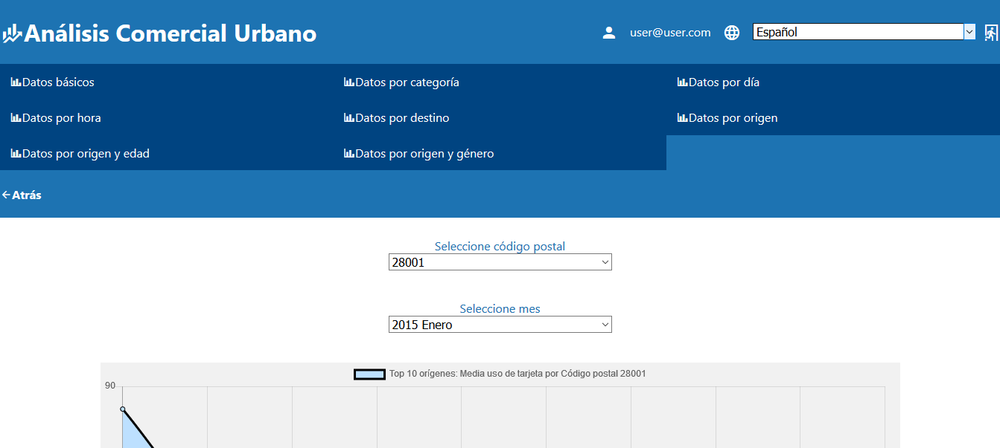 Análisis Comercial Urbano
user@user.com
Español
Datos básicos
Datos por categoría
Datos por día
Datos por hora
Datos por destino
Datos por origen
Datos por origen y edad
Datos por origen y género
Atrás
Seleccione código postal
28001
Seleccione mes
2015 Enero
Top 10 orígenes: Media uso de tarjeta por Código postal 28001
90